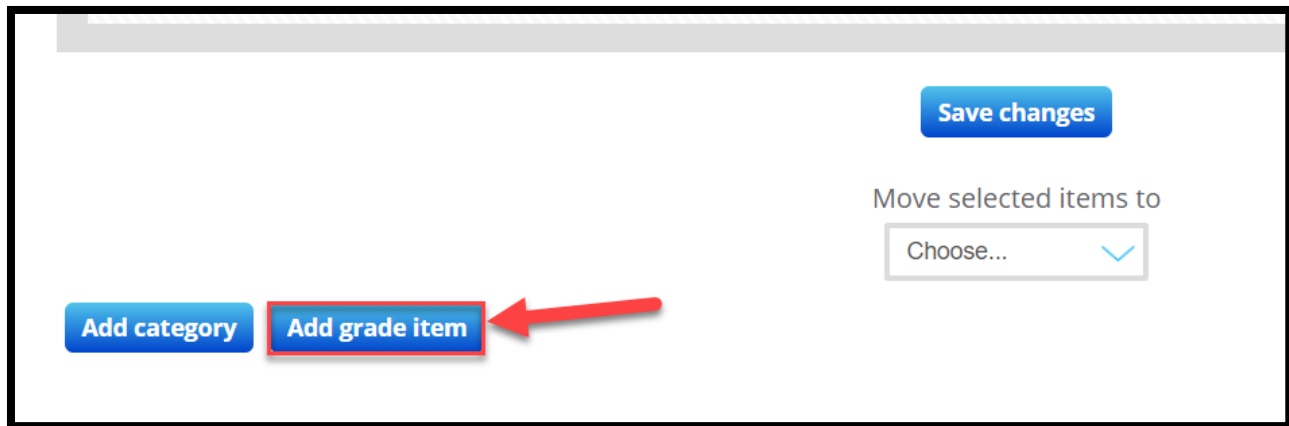 Save changes
Move selected items to
Choose...
Add category
Add grade item